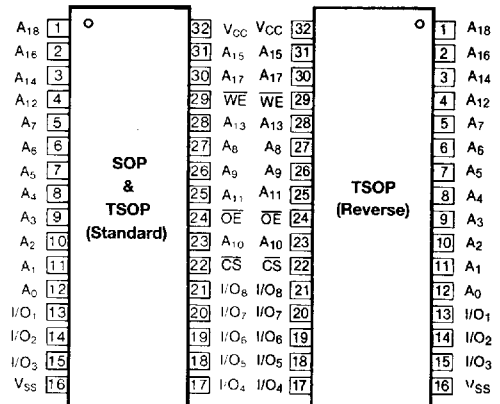 A18 1 32 VCC VCC 32 1 A18
A16 2 31 A15 A15 31 2 A16
A14 3 30 A17 A17 30 3 A14
A12 4 29 W̅E̅ W̅E̅ 29 4 A12
A7 5 28 A13 A13 28 5 A7
A6 6 27 A8 A8 27 6 A6
A5 7 SOP 26 A9 A9 26 7 A5
A4 8 & 25 A11 A11 25 TSOP 8 A4
A3 9 TSOP 24 O̅E̅ O̅E̅ 24 (Reverse) 9 A3
A2 10 (Standard) 23 A10 A10 23 10 A2
A1 11 22 C̅S̅ C̅S̅ 22 11 A1
A0 12 21 I/O8 I/O8 21 12 A0
I/O1 13 20 I/O7 I/O7 20 13 I/O1
I/O2 14 19 I/O6 I/O6 19 14 I/O2
I/O3 15 18 I/O5 I/O5 18 15 I/O3
VSS 16 17 I/O4 I/O4 17 16 VSS